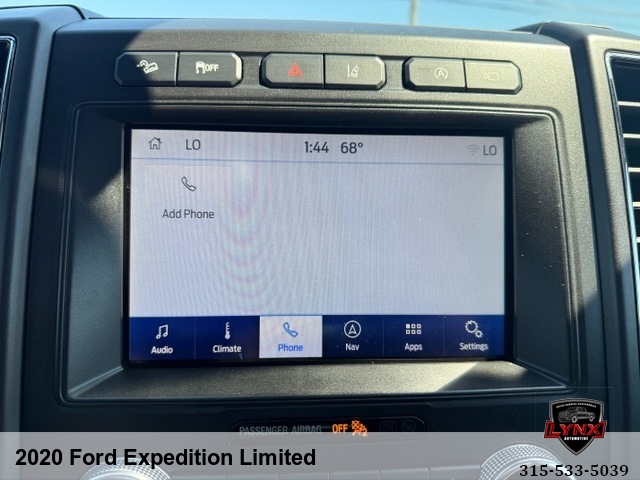 OFF
LO 1:44 68° LO
Add Phone
Audio Climate Phone Nav Apps Settings
PASSENGER AIRBAG OFF
LYNX
AUTOMOTIVE
2020 Ford Expedition Limited
315-533-5039